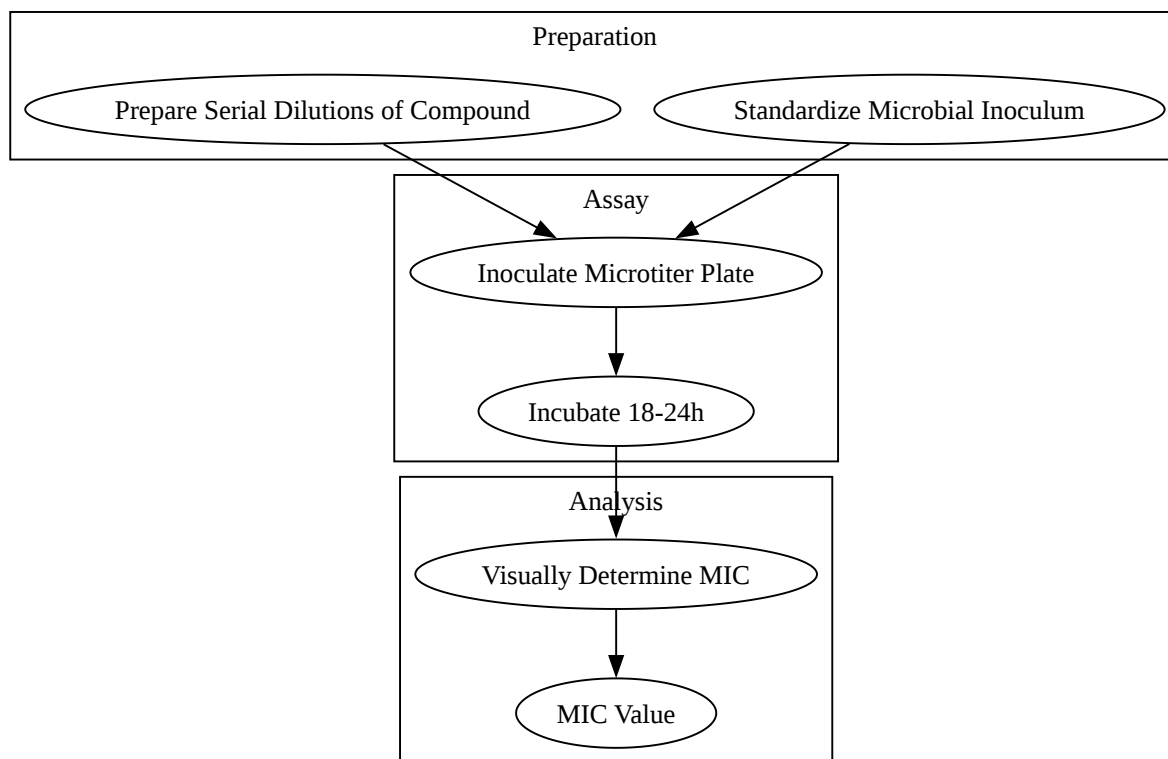 Preparation
Prepare Serial Dilutions of Compound
Standardize Microbial Inoculum
Assay
Inoculate Microtiter Plate
Incubate 18-24h
Analysis
Visually Determine MIC
MIC Value